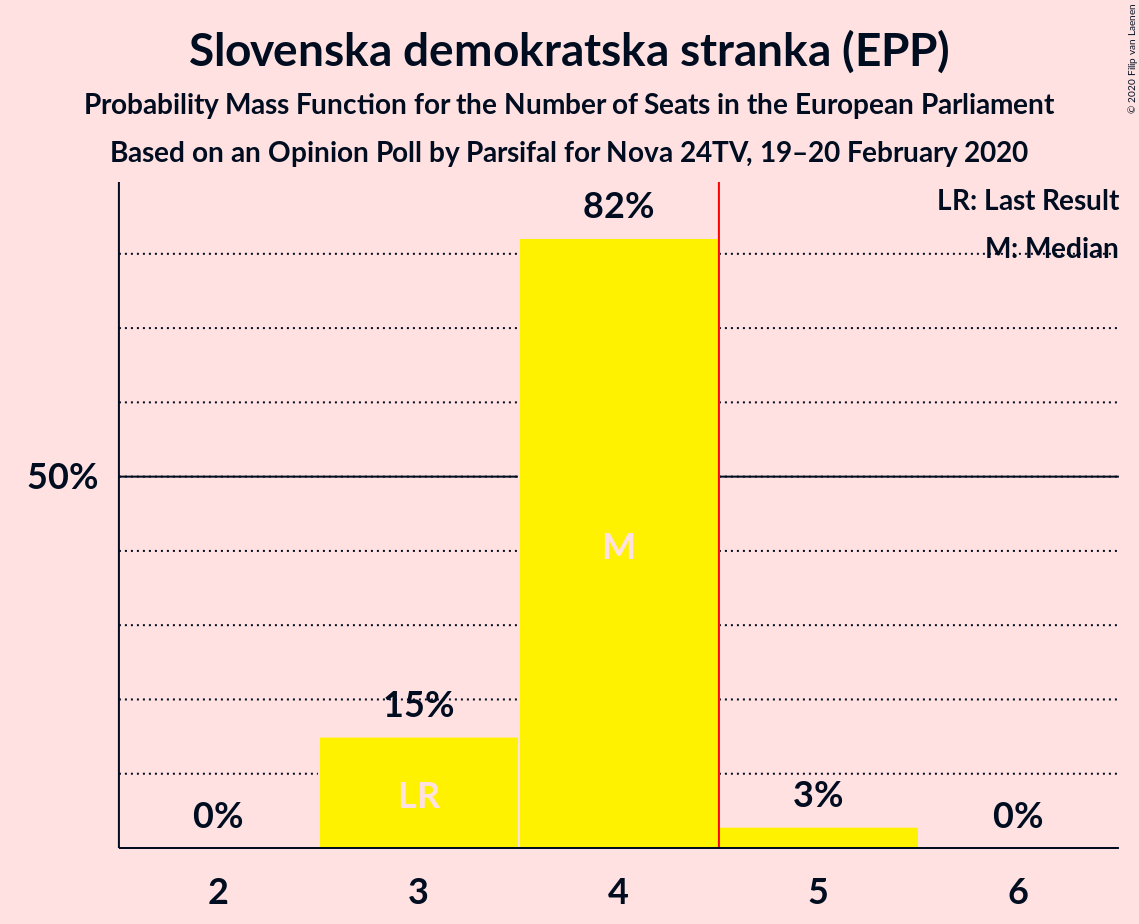 Slovenska demokratska stranka (EPP)
Probability Mass Function for the Number of Seats in the European Parliament
Based on an Opinion Poll by Parsifal for Nova 24TV, 19–20 February 2020
© 2020 Filip van Laenen
LR: Last Result
M: Median
82%
50%
M
15%
LR
3%
0%
0%
2 3 4 5 6